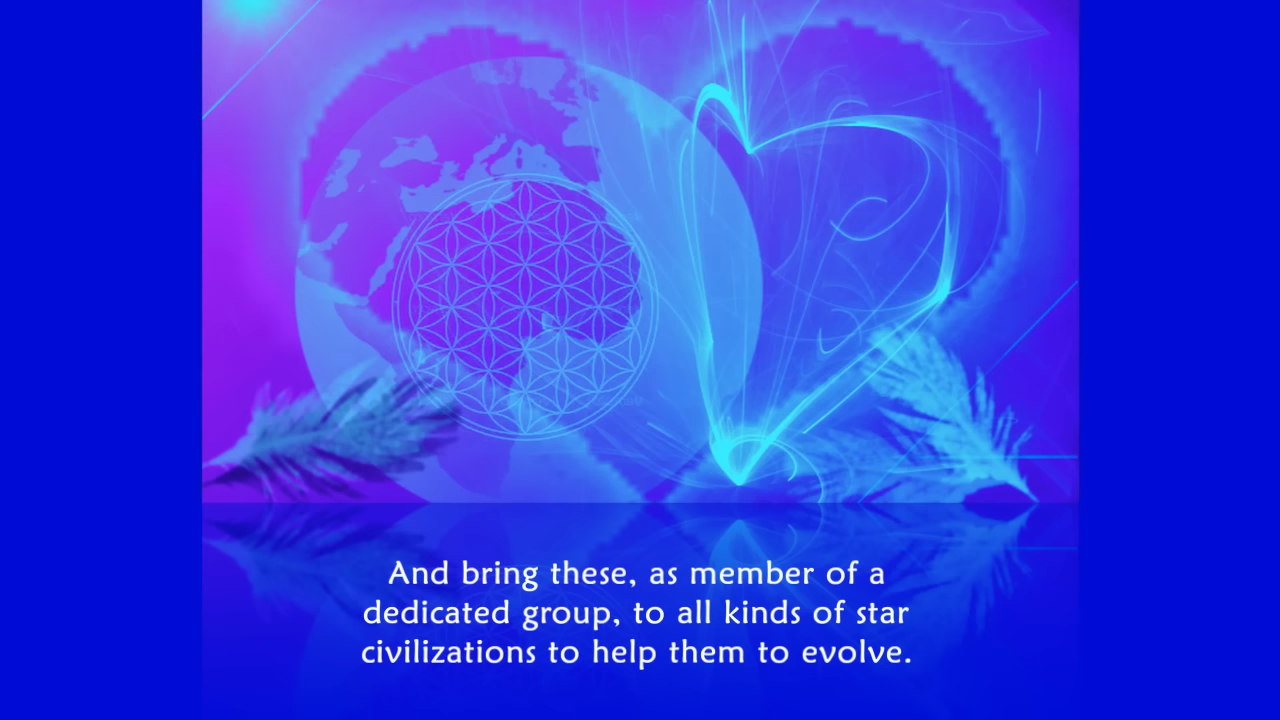 And bring these, as member of a
dedicated group, to all kinds of star
civilizations to help them to evolve.